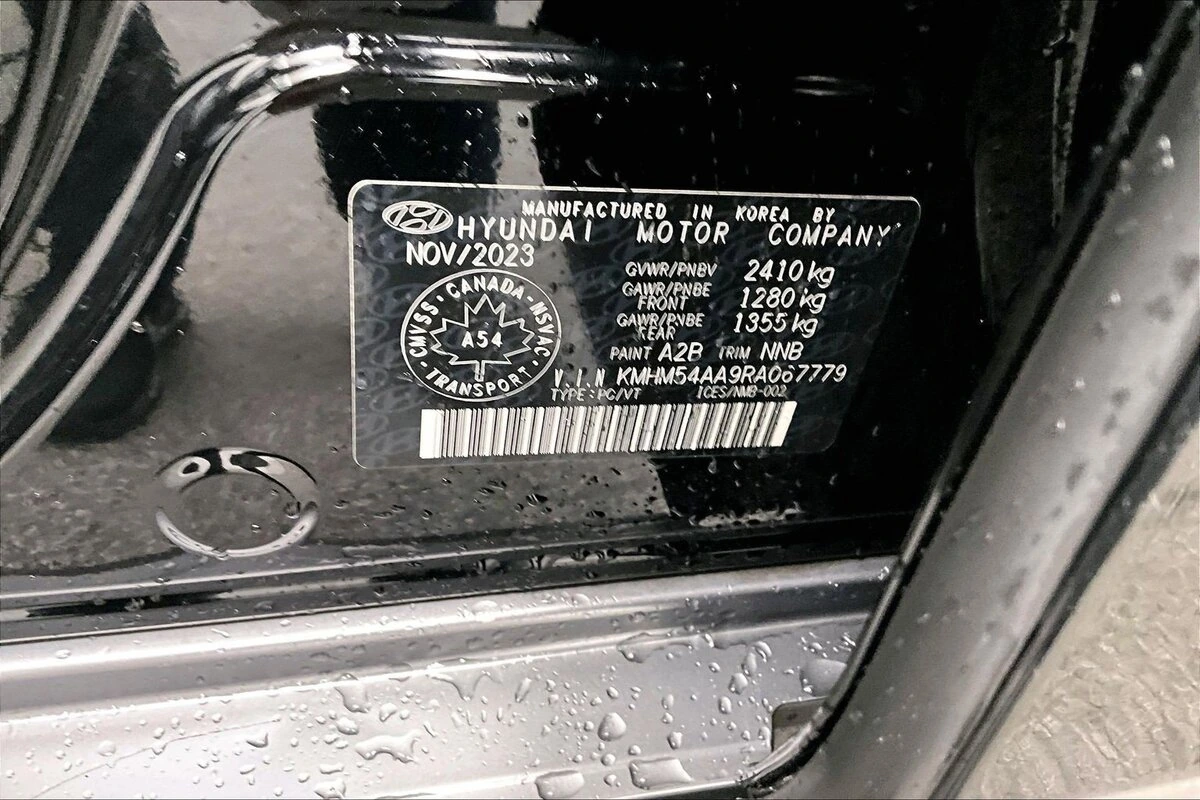 MANUFACTURED IN KOREA BY
HYUNDAI MOTOR COMPANY
NOV/2023
GVWR/PNBV 2410 kg
GAWR/PNBE FRONT 1280 kg
GAWR/PNBE REAR 1355 kg
PAINT A2B TRIM NNB
CMVSS · CANADA - NSVAC · TRANSPORT ·
A54
V I N KMHM54AA9RA067779
TYPE : PC/VT ICES/NMB-002